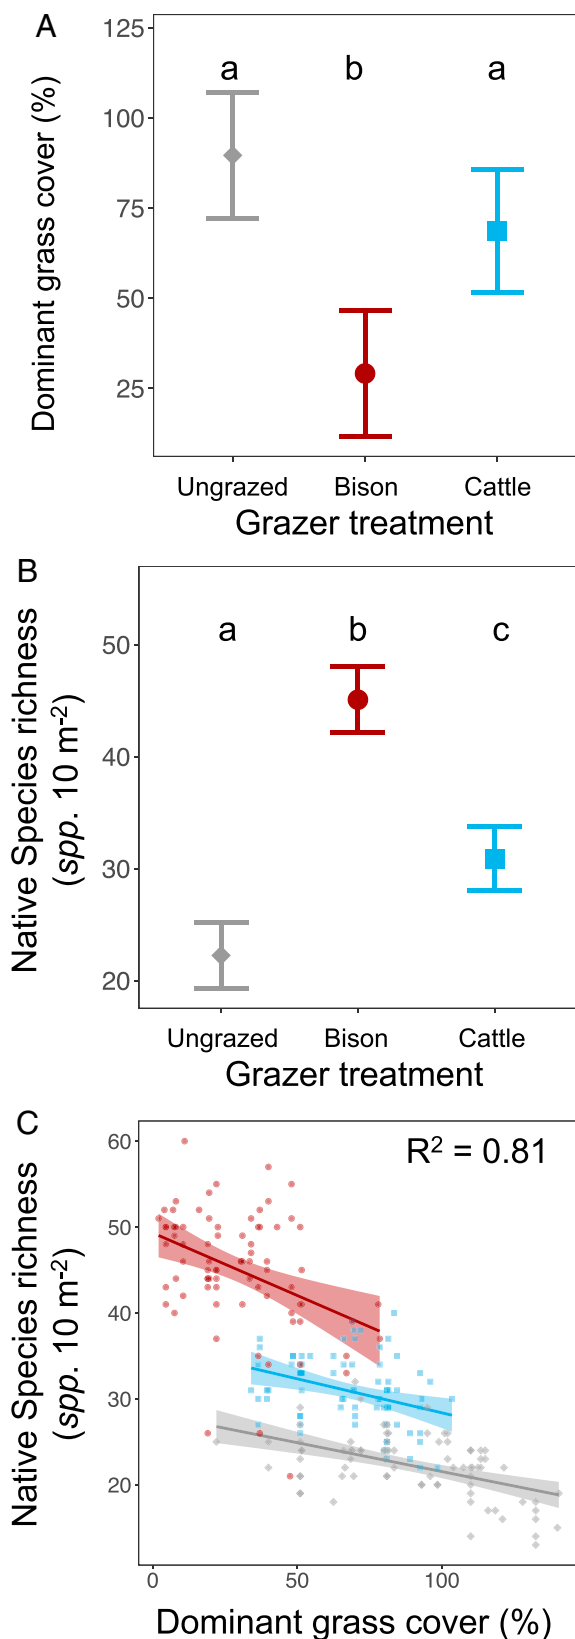 A
125
100
75
50
25
Dominant grass cover (%)
a b a
Ungrazed Bison Cattle
Grazer treatment
B
50
40
30
20
Native Species richness
(spp. 10 m⁻²)
a b c
Ungrazed Bison Cattle
Grazer treatment
C
60
50
40
30
20
Native Species richness
(spp. 10 m⁻²)
R² = 0.81
0 50 100
Dominant grass cover (%)